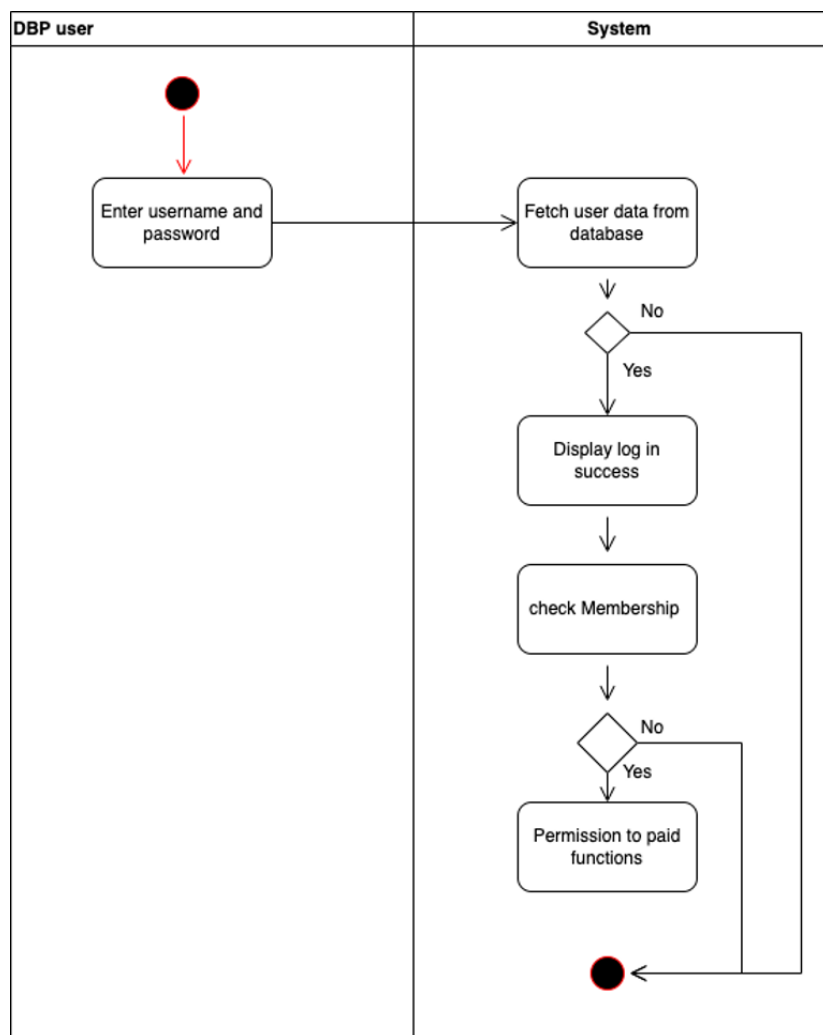 DBP user
System
Enter username and
password
Fetch user data from
database
No
Yes
Display log in
success
check Membership
No
Yes
Permission to paid
functions